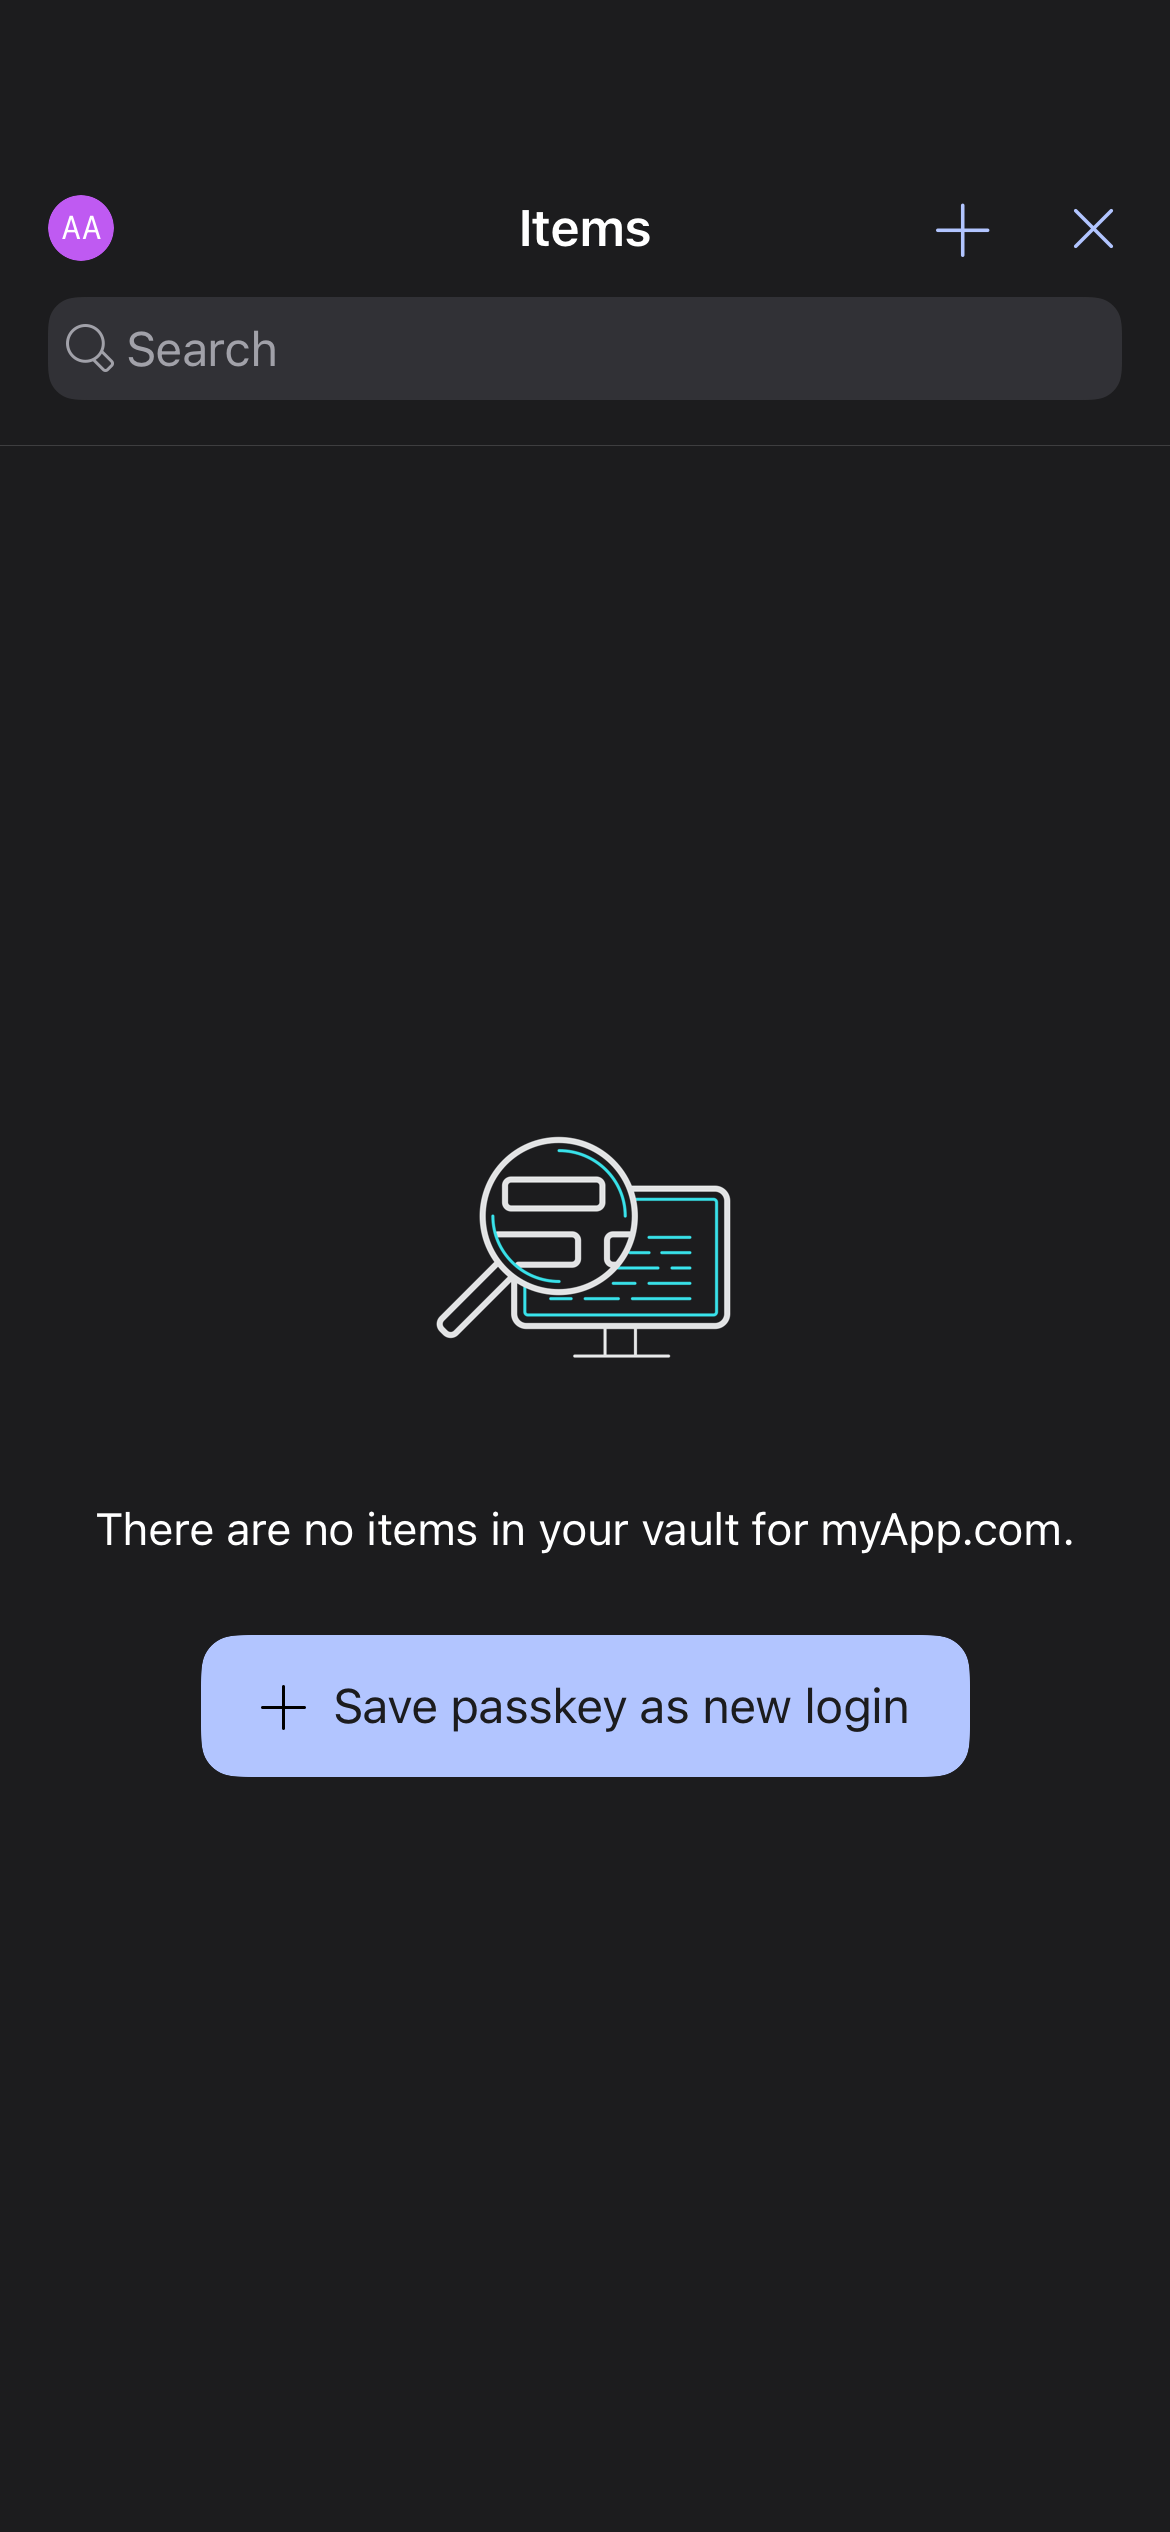 AA
Items
Search
There are no items in your vault for myApp.com.
Save passkey as new login